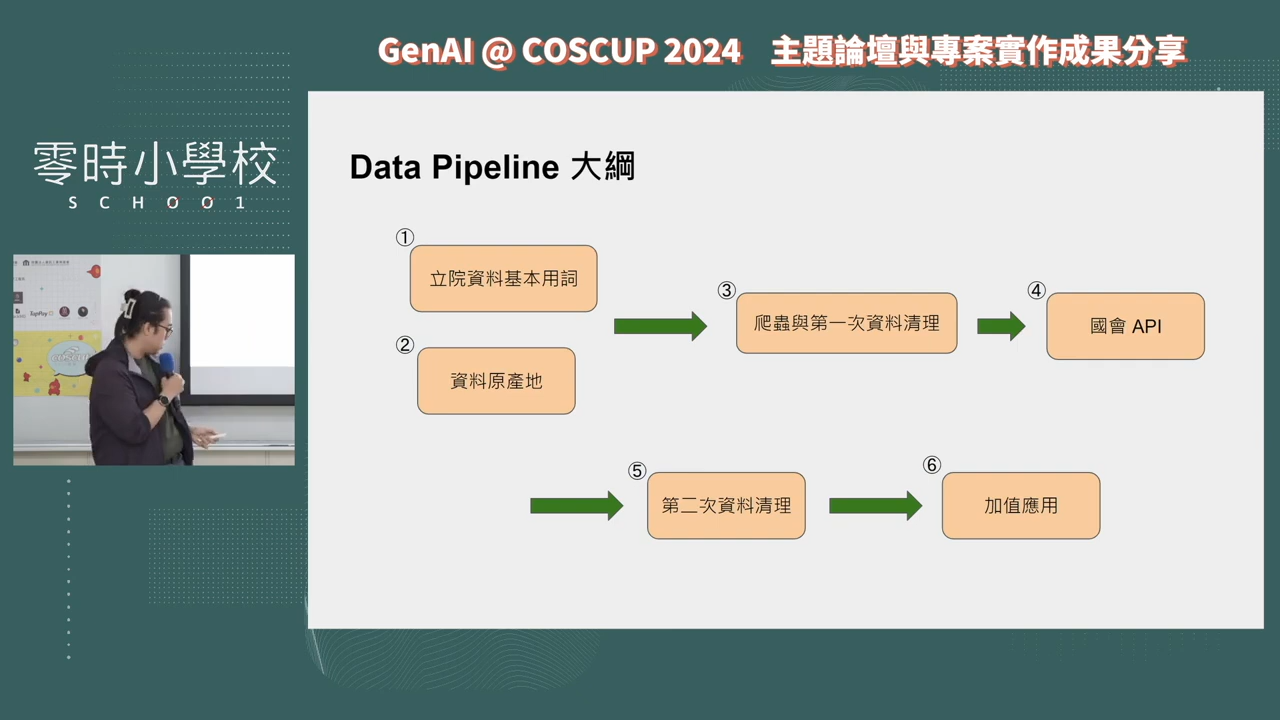 GenAI @ COSCUP 2024 主題論壇與專案實作成果分享
零時小學校
SCHOO1
TapPay
COSCUP
Data Pipeline 大綱
①
立院資料基本用詞
②
資料原產地
③
爬蟲與第一次資料清理
④
國會 API
⑤
第二次資料清理
⑥
加值應用